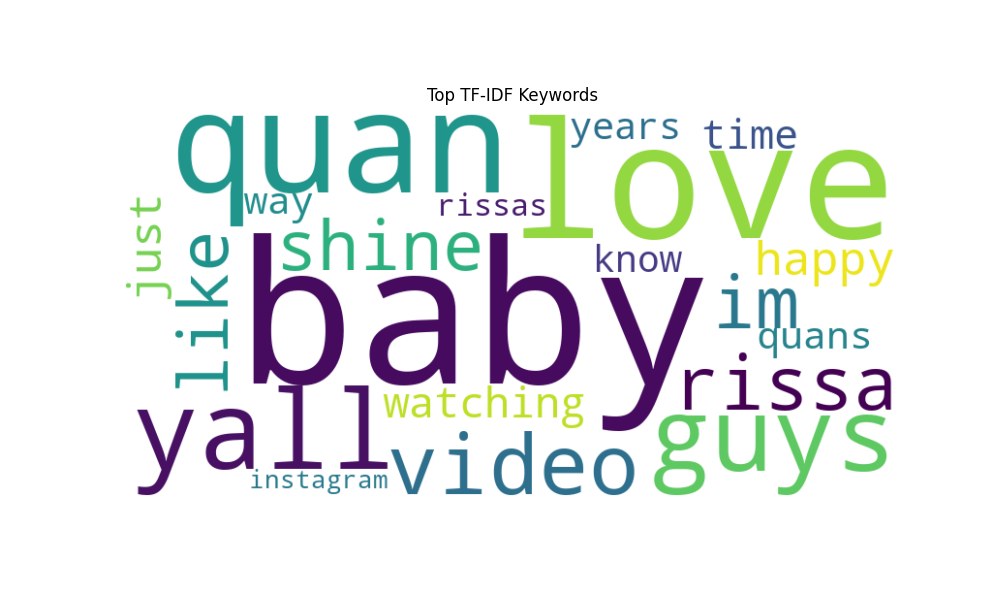 Top TF-IDF Keywords
quan
love
years
time
way
rissas
just
shine
like
baby
know
happy
im
quans
rissa
yall
watching
guys
video
instagram